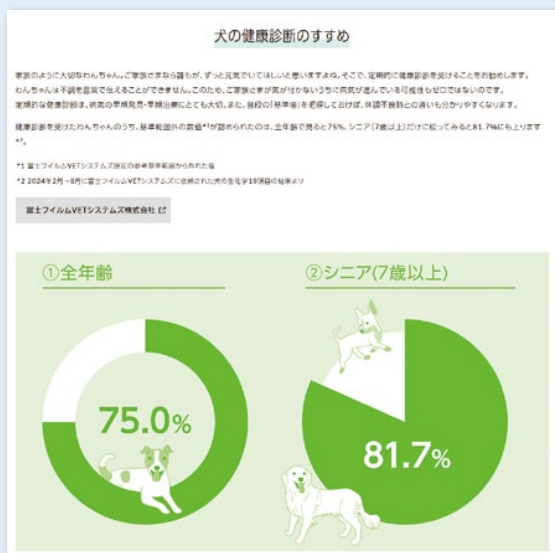 犬の健康診断のすすめ
家族のように大切なわんちゃん。ご家族さまなら誰もが、ずっと元気でいてほしいと思いますよね。そこで、定期的に健康診断を受けることをお勧めします。
わんちゃんは不調を言葉で伝えることができません。このため、ご家族さまが気が付かないうちに病気が進んでいる可能性もゼロではないのです。
定期的な健康診断は、病気の早期発見・早期治療にとても大切。また、普段の「基準値」を把握しておけば、体調不良時との違いも分かりやすくなります。
健康診断を受けたわんちゃんのうち、基準範囲外の数値*1が認められたのは、全年齢で見ると75%、シニア(7歳以上)だけに絞ってみると81.7%にも上ります
*2。
*1 富士フイルムVETシステムズ設定の参考基準範囲から外れた値
*2 2024年2月~8月に富士フイルムVETシステムズに依頼された犬の生化学19項目の結果より
富士フイルムVETシステムズ株式会社
①全年齢
②シニア(7歳以上)
75.0%
81.7%